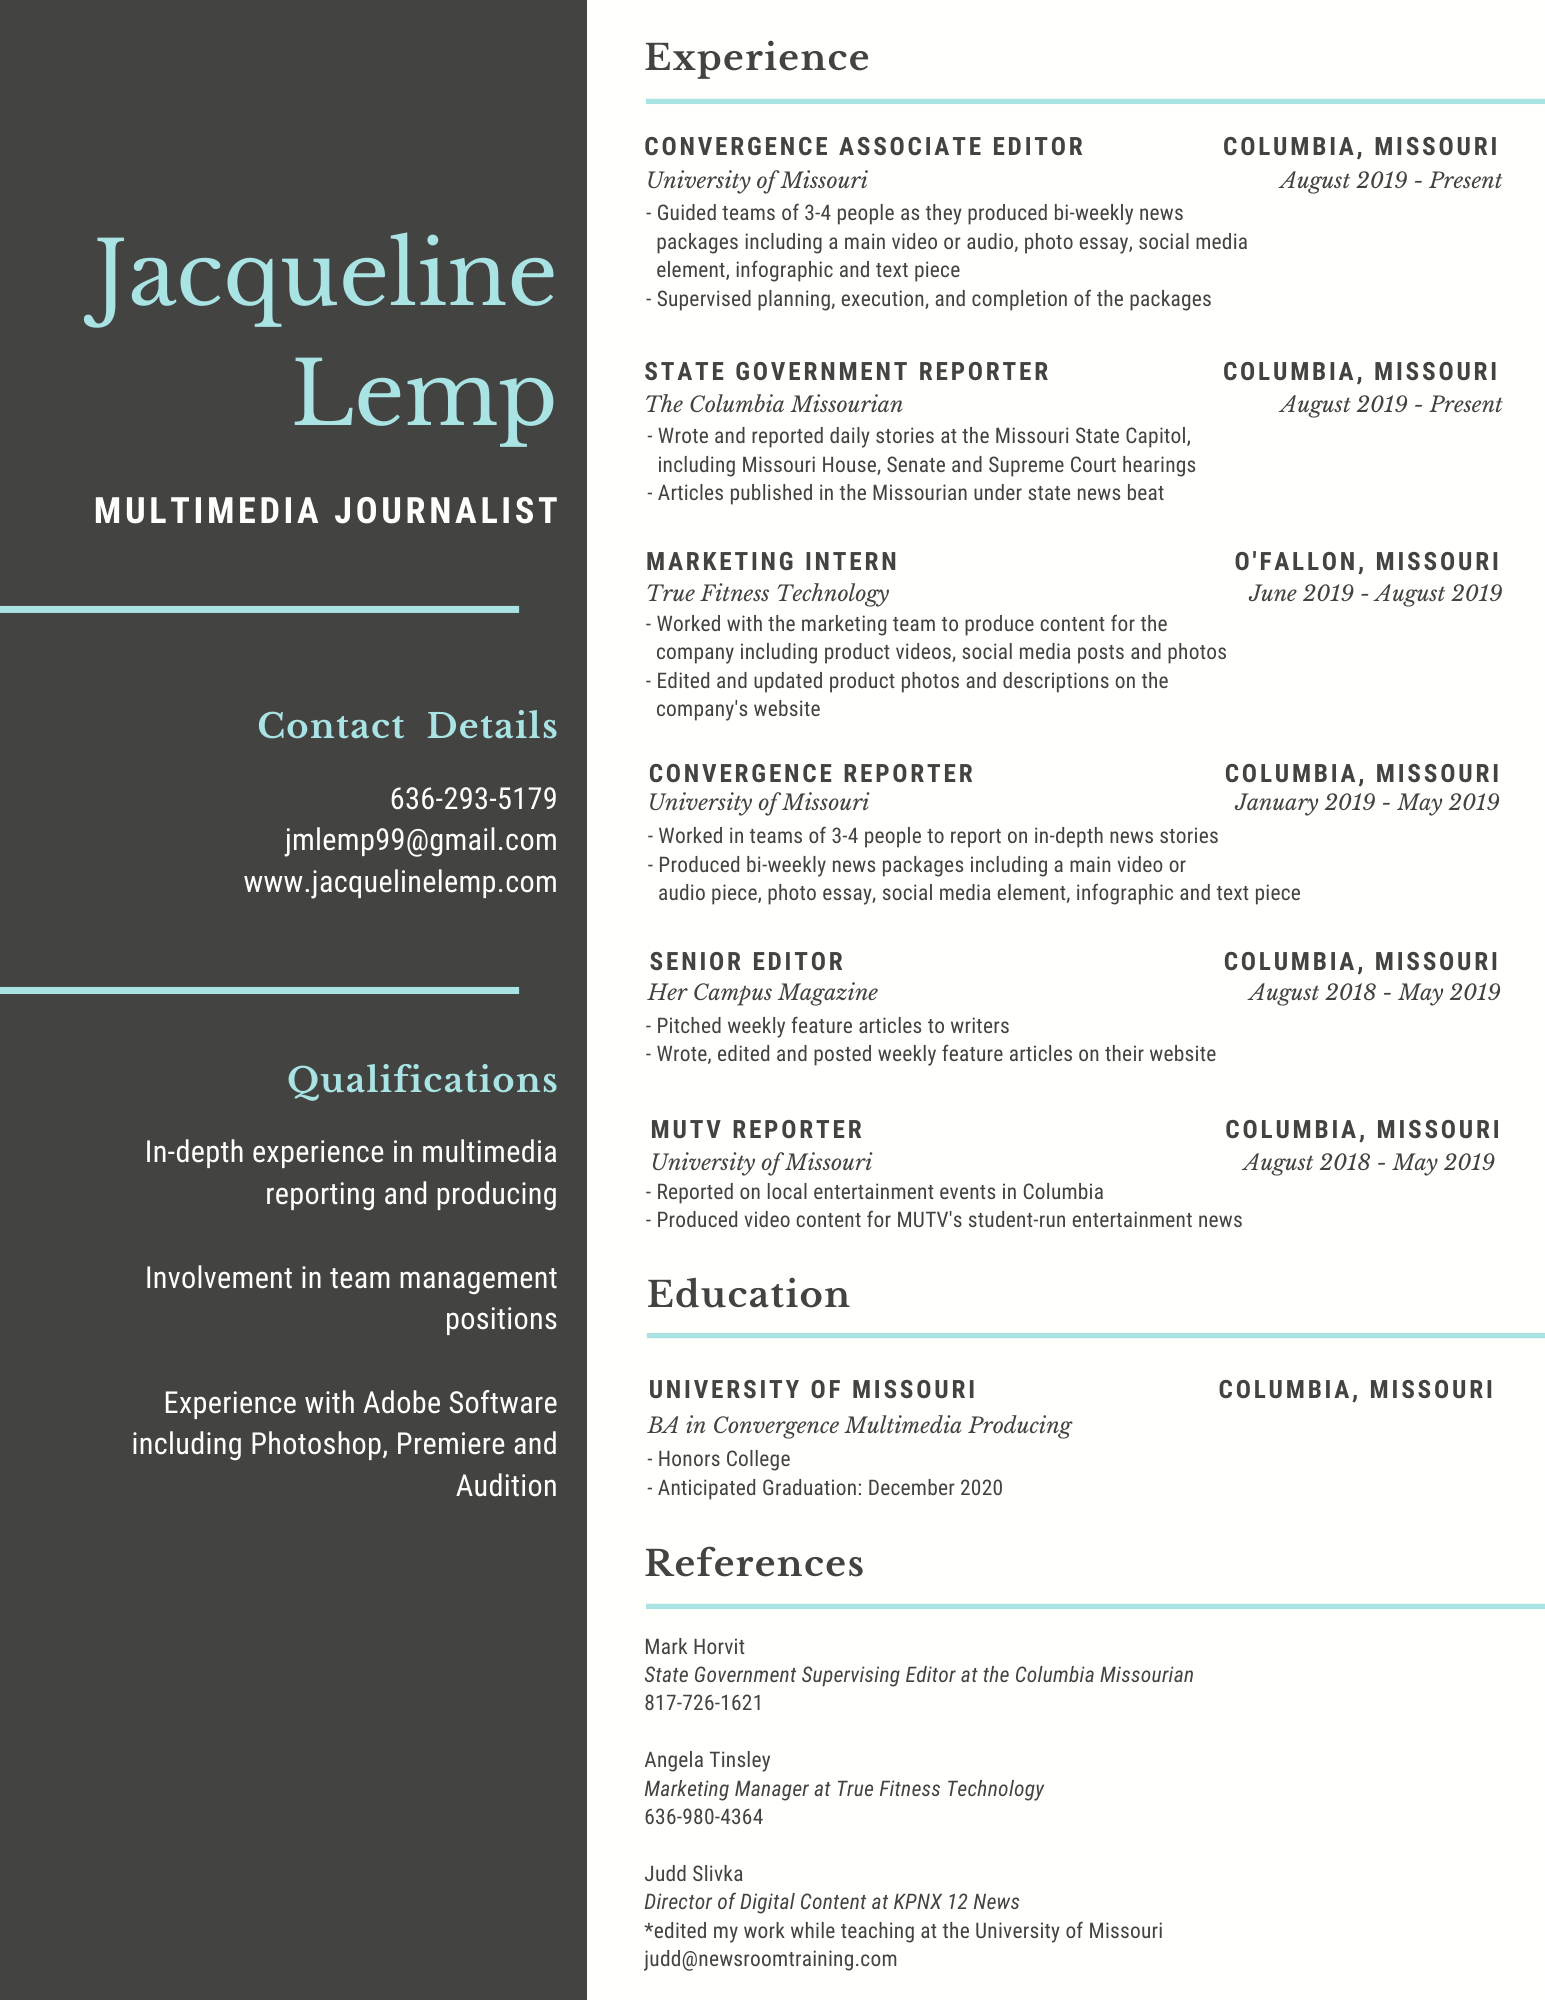 Jacqueline
Lemp
MULTIMEDIA JOURNALIST
Contact Details
636-293-5179
jmlemp99@gmail.com
www.jacquelinelemp.com
Qualifications
In-depth experience in multimedia
reporting and producing
Involvement in team management
positions
Experience with Adobe Software
including Photoshop, Premiere and
Audition
Experience
CONVERGENCE ASSOCIATE EDITOR COLUMBIA, MISSOURI
University of Missouri August 2019 - Present
- Guided teams of 3-4 people as they produced bi-weekly news
packages including a main video or audio, photo essay, social media
element, infographic and text piece
- Supervised planning, execution, and completion of the packages
STATE GOVERNMENT REPORTER COLUMBIA, MISSOURI
The Columbia Missourian August 2019 - Present
- Wrote and reported daily stories at the Missouri State Capitol,
including Missouri House, Senate and Supreme Court hearings
- Articles published in the Missourian under state news beat
MARKETING INTERN O'FALLON, MISSOURI
True Fitness Technology June 2019 - August 2019
- Worked with the marketing team to produce content for the
company including product videos, social media posts and photos
- Edited and updated product photos and descriptions on the
company's website
CONVERGENCE REPORTER COLUMBIA, MISSOURI
University of Missouri January 2019 - May 2019
- Worked in teams of 3-4 people to report on in-depth news stories
- Produced bi-weekly news packages including a main video or
audio piece, photo essay, social media element, infographic and text piece
SENIOR EDITOR COLUMBIA, MISSOURI
Her Campus Magazine August 2018 - May 2019
- Pitched weekly feature articles to writers
- Wrote, edited and posted weekly feature articles on their website
MUTV REPORTER COLUMBIA, MISSOURI
University of Missouri August 2018 - May 2019
- Reported on local entertainment events in Columbia
- Produced video content for MUTV's student-run entertainment news
Education
UNIVERSITY OF MISSOURI COLUMBIA, MISSOURI
BA in Convergence Multimedia Producing
- Honors College
- Anticipated Graduation: December 2020
References
Mark Horvit
State Government Supervising Editor at the Columbia Missourian
817-726-1621
Angela Tinsley
Marketing Manager at True Fitness Technology
636-980-4364
Judd Slivka
Director of Digital Content at KPNX 12 News
*edited my work while teaching at the University of Missouri
judd@newsroomtraining.com